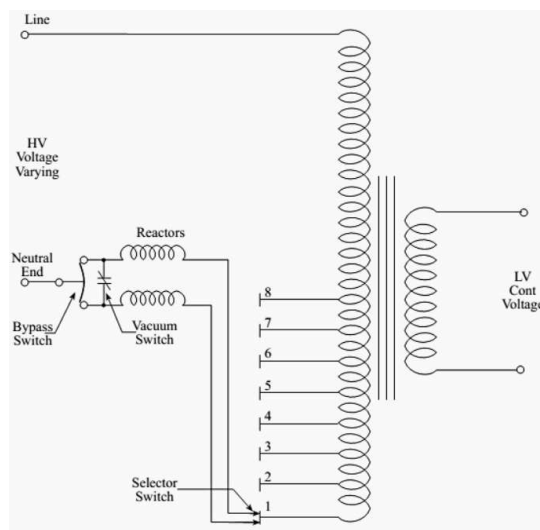 Line
HV
Voltage
Varying
Reactors
Neutral
End
LV
Cont
Voltage
8
7
Bypass
Switch
Vacuum
Switch
6
5
4
3
Selector
Switch
2
1